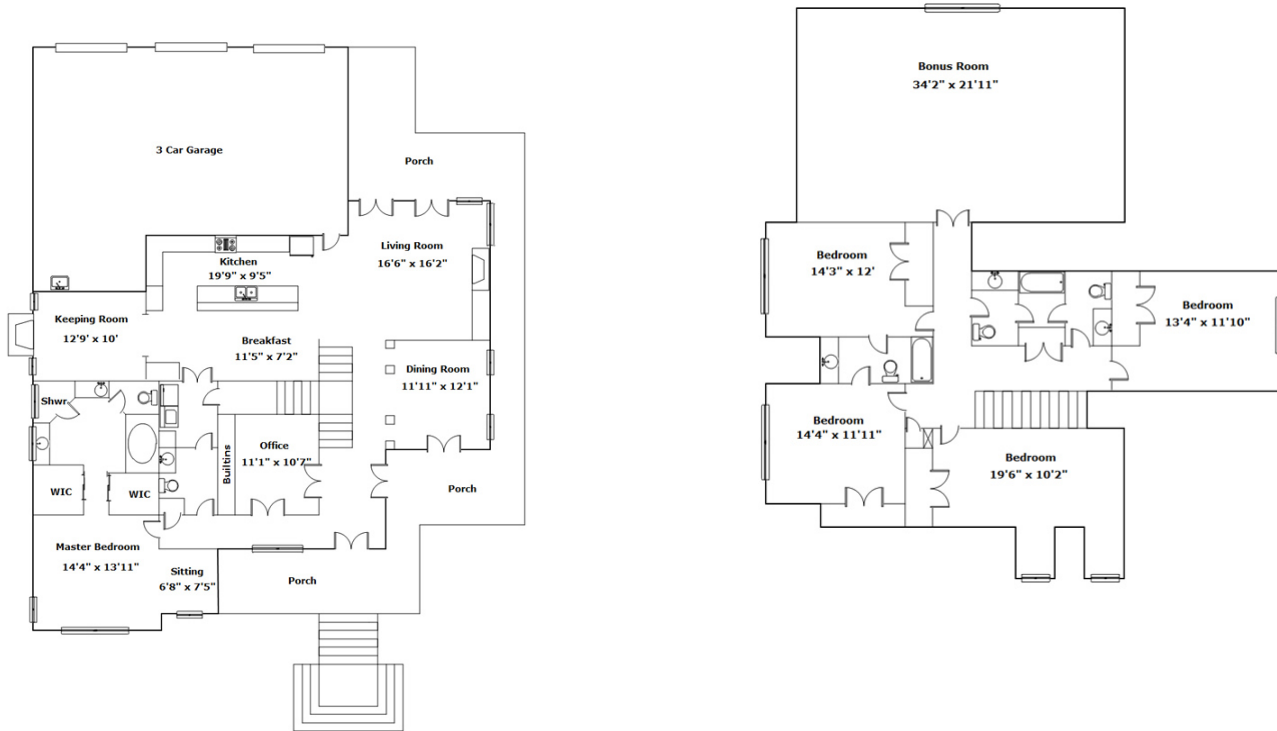 3 Car Garage
Porch
Living Room
16'6" x 16'2"
Kitchen
19'9" x 9'5"
Keeping Room
12'9' x 10'
Breakfast
11'5" x 7'2"
Dining Room
11'11" x 12'1"
Shwr
Office
11'1" x 10'7"
Builtins
WIC
WIC
Porch
Master Bedroom
14'4" x 13'11"
Sitting
6'8" x 7'5"
Porch
Bonus Room
34'2" x 21'11"
Bedroom
14'3" x 12'
Bedroom
13'4" x 11'10"
Bedroom
14'4" x 11'11"
Bedroom
19'6" x 10'2"